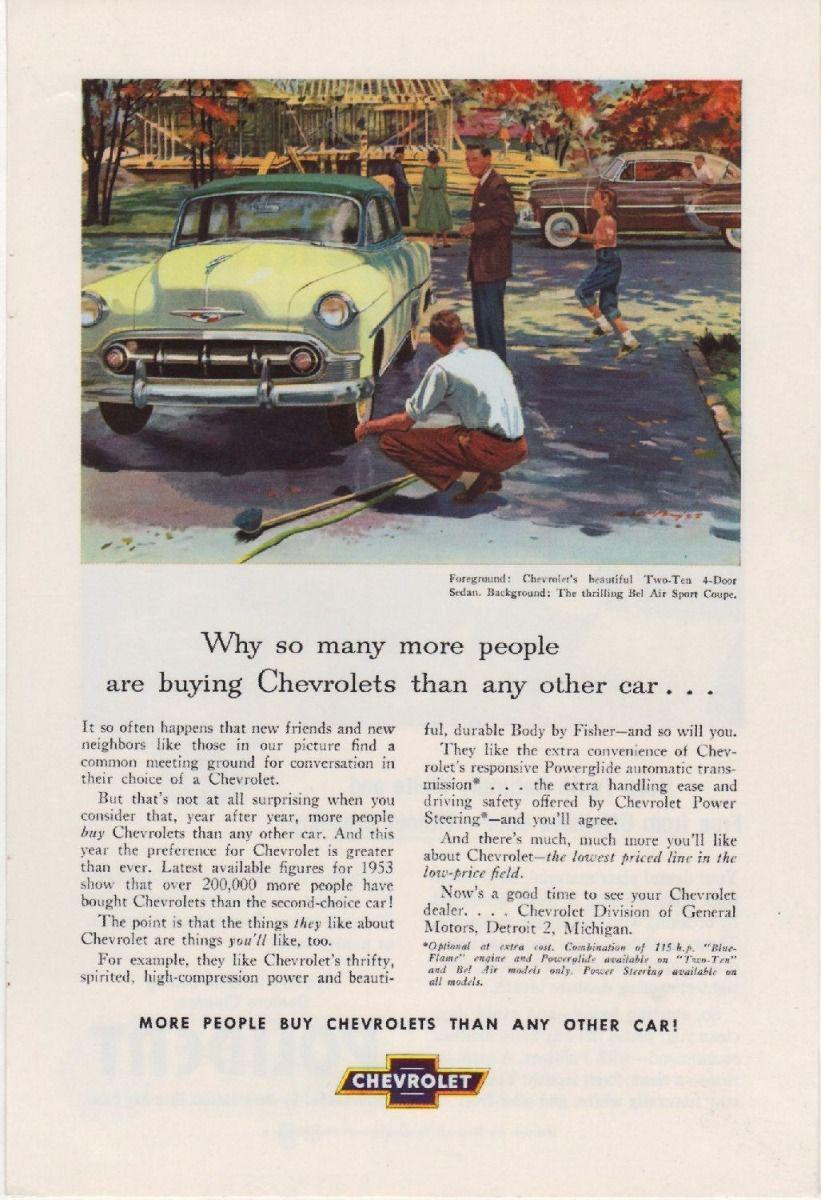 Foreground: Chevrolet's beautiful Two-Ten 4-Door
Sedan. Background: The thrilling Bel Air Sport Coupe.
Why so many more people
are buying Chevrolets than any other car . . .
It so often happens that new friends and new
neighbors like those in our picture find a
common meeting ground for conversation in
their choice of a Chevrolet.
But that's not at all surprising when you
consider that, year after year, more people
buy Chevrolets than any other car. And this
year the preference for Chevrolet is greater
than ever. Latest available figures for 1953
show that over 200,000 more people have
bought Chevrolets than the second-choice car!
The point is that the things they like about
Chevrolet are things you'll like, too.
For example, they like Chevrolet's thrifty,
spirited, high-compression power and beauti-
ful, durable Body by Fisher—and so will you.
They like the extra convenience of Chev-
rolet's responsive Powerglide automatic trans-
mission* . . . the extra handling ease and
driving safety offered by Chevrolet Power
Steering*—and you'll agree.
And there's much, much more you'll like
about Chevrolet—the lowest priced line in the
low-price field.
Now's a good time to see your Chevrolet
dealer. . . . Chevrolet Division of General
Motors, Detroit 2, Michigan.
*Optional at extra cost. Combination of 115-h.p. "Blue-
Flame" engine and Powerglide available on "Two-Ten"
and Bel Air models only. Power Steering available on
all models.
MORE PEOPLE BUY CHEVROLETS THAN ANY OTHER CAR!
CHEVROLET